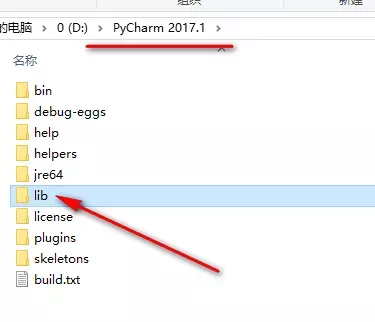 组织
新建
的电脑 › 0 (D:) › PyCharm 2017.1 ›
名称
bin
debug-eggs
help
helpers
jre64
lib
license
plugins
skeletons
build.txt